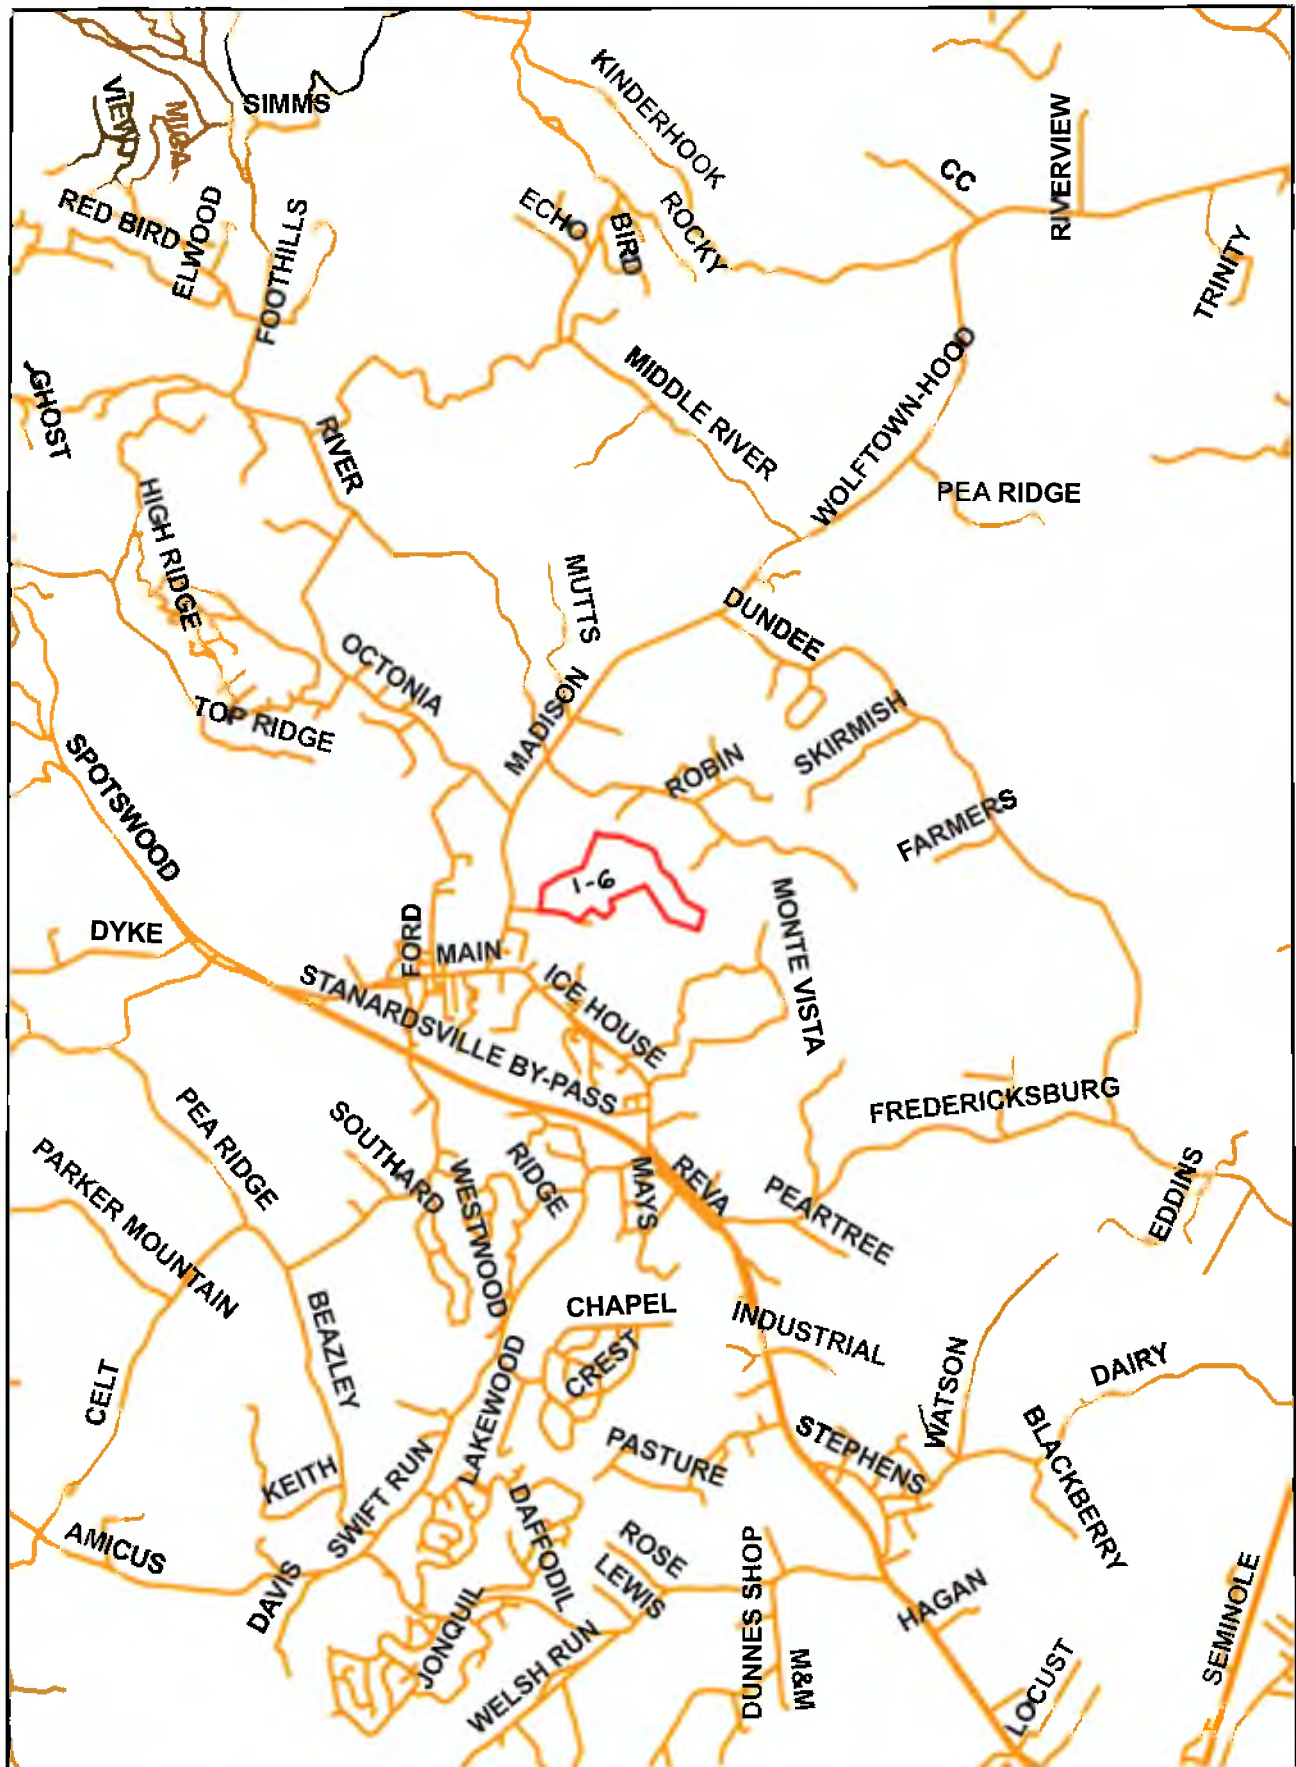 KINDERHOOK
SIMMS
VIEW
RIVERVIEW
CC
RED BIRD
ELWOOD
FOOTHILLS
ECHO
BIRD
ROCKY
TRINITY
GHOST
MIDDLE RIVER
WOLFTOWN-HOOD
RIVER
HIGH RIDGE
PEA RIDGE
MUTTS
DUNDEE
OCTONIA
MADISON
TOP RIDGE
SKIRMISH
ROBIN
SPOTSWOOD
FARMERS
1-6
MONTE VISTA
DYKE
FORD
MAIN
ICE HOUSE
STANARDSVILLE BY-PASS
FREDERICKSBURG
PEA RIDGE
SOUTHARD
PARKER MOUNTAIN
RIDGE
WESTWOOD
MAYS
REVA
PEARTREE
EDDINS
BEAZLEY
CHAPEL
INDUSTRIAL
CREST
CELT
LAKEWOOD
WATSON
DAIRY
BLACKBERRY
PASTURE
STEPHENS
KEITH
SWIFT RUN
DAFFODIL
AMICUS
DAVIS
ROSE
LEWIS
DUNNES SHOP
HAGAN
JONQUIL
WELSH RUN
M&M
LOCUST
SEMINOLE